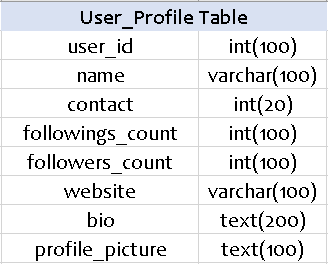 User_Profile Table
user_id int(100)
name varchar(100)
contact int(20)
followings_count int(100)
followers_count int(100)
website varchar(100)
bio text(200)
profile_picture text(100)